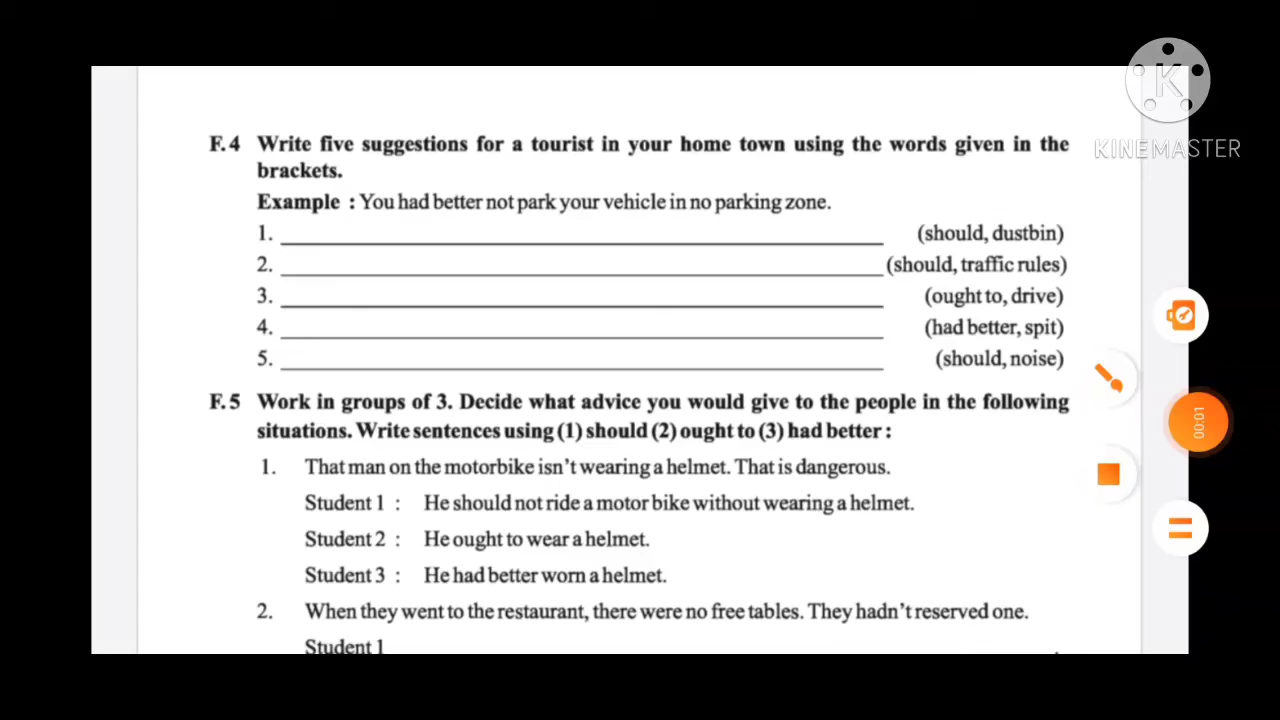 KINEMASTER
F.4 Write five suggestions for a tourist in your home town using the words given in the
brackets.
Example : You had better not park your vehicle in no parking zone.
1. (should, dustbin)
2. (should, traffic rules)
3. (ought to, drive)
4. (had better, spit)
5. (should, noise)
F.5 Work in groups of 3. Decide what advice you would give to the people in the following
situations. Write sentences using (1) should (2) ought to (3) had better :
00:01
1. That man on the motorbike isn't wearing a helmet. That is dangerous.
Student 1 : He should not ride a motor bike without wearing a helmet.
Student 2 : He ought to wear a helmet.
Student 3 : He had better worn a helmet.
2. When they went to the restaurant, there were no free tables. They hadn't reserved one.
Student 1